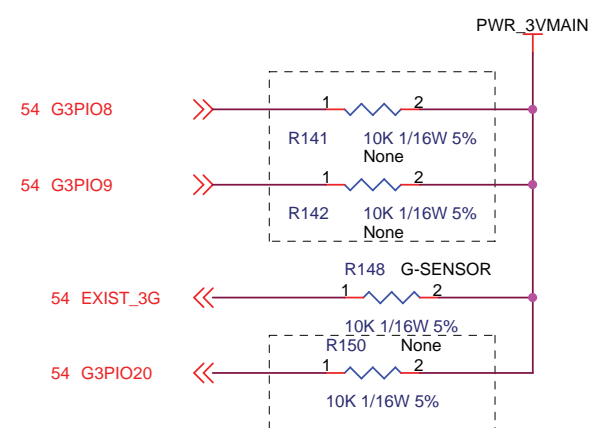 PWR_3VMAIN
54 G3PIO8
1 2
R141 10K 1/16W 5%
None
54 G3PIO9
1 2
R142 10K 1/16W 5%
None
R148 G-SENSOR
54 EXIST_3G
1 2
10K 1/16W 5%
R150 None
54 G3PIO20
1 2
10K 1/16W 5%